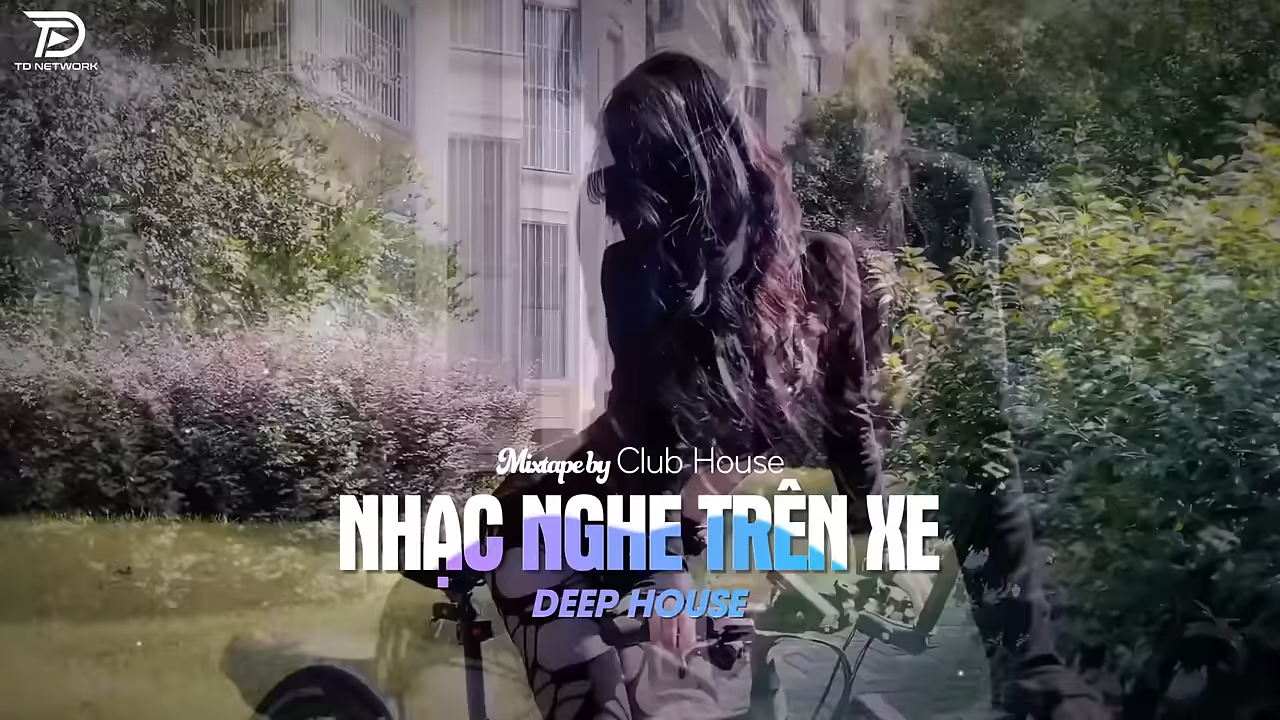 TD NETWORK
Mixtape by Club House
NHẠC NGHE TRÊN XE
DEEP HOUSE